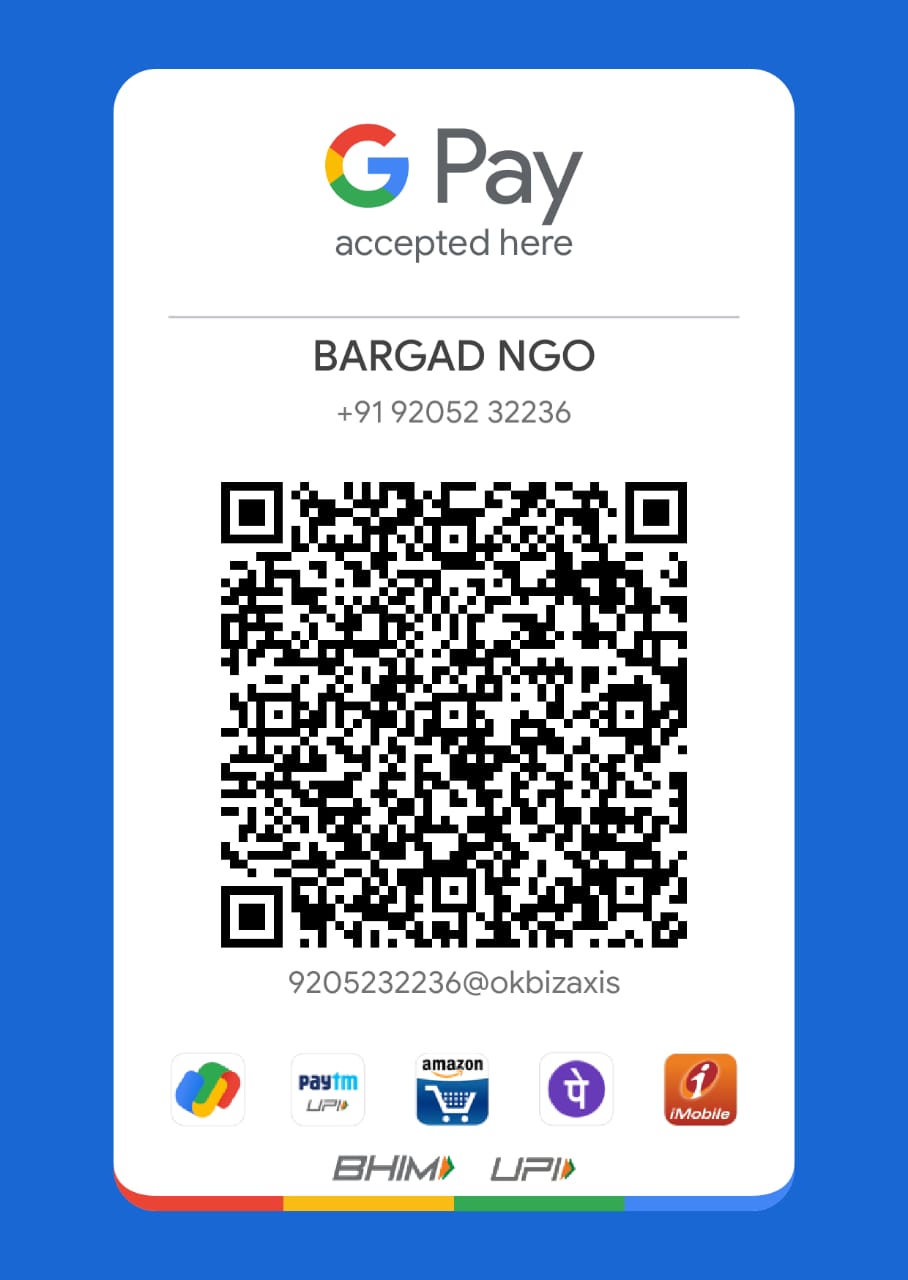 G Pay
accepted here
BARGAD NGO
+91 92052 32236
9205232236@okbizaxis
paytm
UPI
amazon
पे
i
iMobile
BHIM UPI